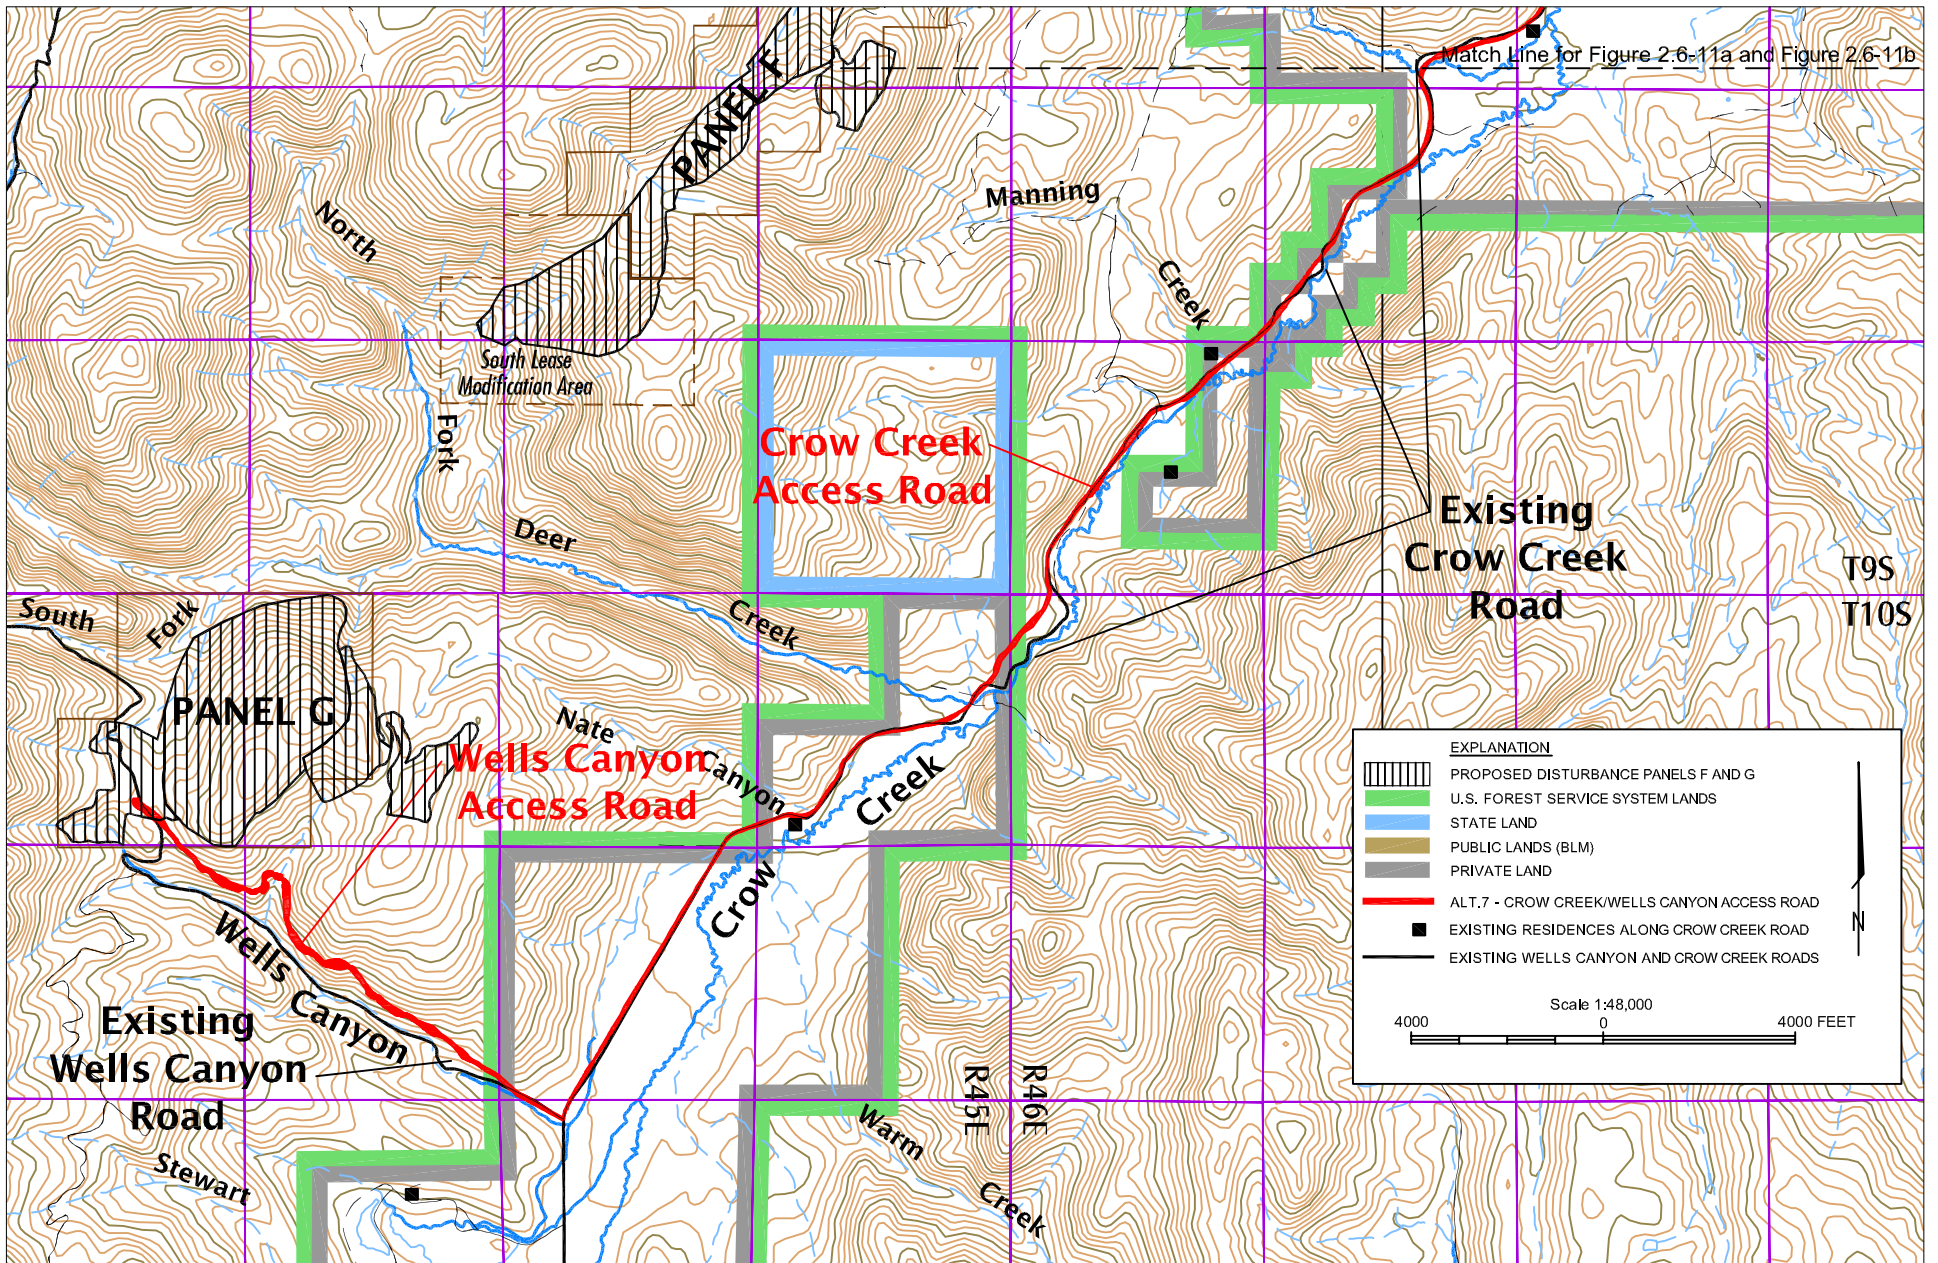 Match Line for Figure 2.6-11a and Figure 2.6-11b
PANEL F
Manning
Creek
North
Fork
South Lease
Modification Area
Crow Creek
Access Road
Existing
Crow Creek
Road
T9S
T10S
Deer
Creek
South
Fork
PANEL G
Nate
Canyon
Wells Canyon
Access Road
Crow
Creek
Wells
Canyon
Existing
Wells Canyon
Road
Stewart
R45E
R46E
Warm
Creek
EXPLANATION
PROPOSED DISTURBANCE PANELS F AND G
U.S. FOREST SERVICE SYSTEM LANDS
STATE LAND
PUBLIC LANDS (BLM)
PRIVATE LAND
ALT.7 - CROW CREEK/WELLS CANYON ACCESS ROAD
EXISTING RESIDENCES ALONG CROW CREEK ROAD
EXISTING WELLS CANYON AND CROW CREEK ROADS
N
Scale 1:48,000
4000 0 4000 FEET